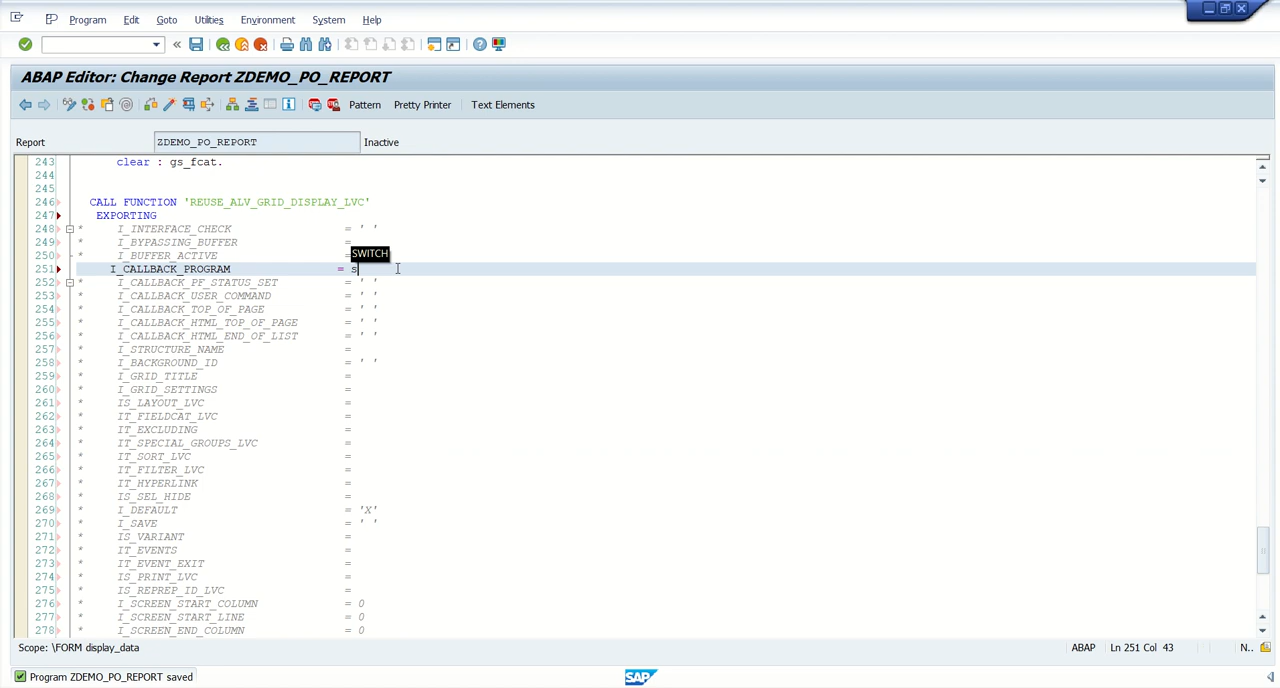 Program Edit Goto Utilities Environment System Help
ABAP Editor: Change Report ZDEMO_PO_REPORT
Pattern Pretty Printer Text Elements
Report ZDEMO_PO_REPORT Inactive
243 clear : gs_fcat.
244
245
246 CALL FUNCTION 'REUSE_ALV_GRID_DISPLAY_LVC'
247 EXPORTING
248 * I_INTERFACE_CHECK = ' '
249 * I_BYPASSING_BUFFER =
250 * I_BUFFER_ACTIVE =
SWITCH
251 I_CALLBACK_PROGRAM = s
252 * I_CALLBACK_PF_STATUS_SET = ' '
253 * I_CALLBACK_USER_COMMAND = ' '
254 * I_CALLBACK_TOP_OF_PAGE = ' '
255 * I_CALLBACK_HTML_TOP_OF_PAGE = ' '
256 * I_CALLBACK_HTML_END_OF_LIST = ' '
257 * I_STRUCTURE_NAME =
258 * I_BACKGROUND_ID = ' '
259 * I_GRID_TITLE =
260 * I_GRID_SETTINGS =
261 * IS_LAYOUT_LVC =
262 * IT_FIELDCAT_LVC =
263 * IT_EXCLUDING =
264 * IT_SPECIAL_GROUPS_LVC =
265 * IT_SORT_LVC =
266 * IT_FILTER_LVC =
267 * IT_HYPERLINK =
268 * IS_SEL_HIDE =
269 * I_DEFAULT = 'X'
270 * I_SAVE = ' '
271 * IS_VARIANT =
272 * IT_EVENTS =
273 * IT_EVENT_EXIT =
274 * IS_PRINT_LVC =
275 * IS_REPREP_ID_LVC =
276 * I_SCREEN_START_COLUMN = 0
277 * I_SCREEN_START_LINE = 0
278 * I_SCREEN_END_COLUMN = 0
Scope: \FORM display_data ABAP Ln 251 Col 43 N..
Program ZDEMO_PO_REPORT saved SAP